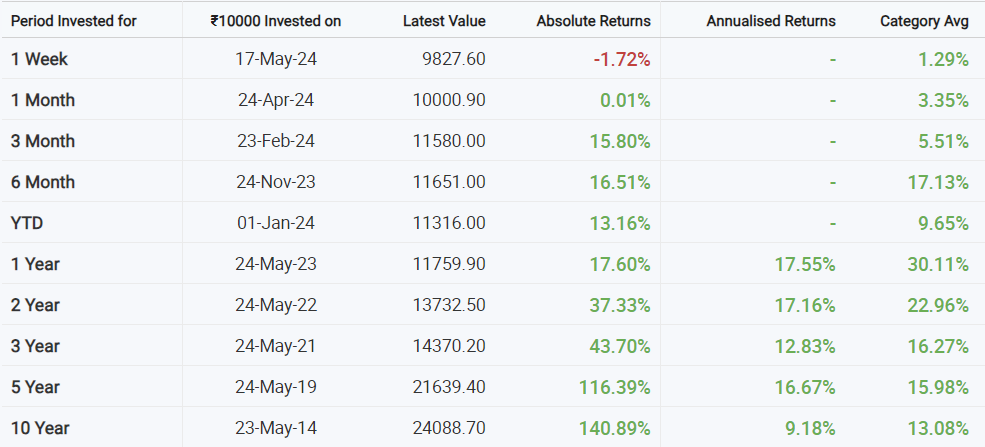 Period Invested for ₹10000 Invested on Latest Value Absolute Returns Annualised Returns Category Avg
1 Week 17-May-24 9827.60 -1.72% - 1.29%
1 Month 24-Apr-24 10000.90 0.01% - 3.35%
3 Month 23-Feb-24 11580.00 15.80% - 5.51%
6 Month 24-Nov-23 11651.00 16.51% - 17.13%
YTD 01-Jan-24 11316.00 13.16% - 9.65%
1 Year 24-May-23 11759.90 17.60% 17.55% 30.11%
2 Year 24-May-22 13732.50 37.33% 17.16% 22.96%
3 Year 24-May-21 14370.20 43.70% 12.83% 16.27%
5 Year 24-May-19 21639.40 116.39% 16.67% 15.98%
10 Year 23-May-14 24088.70 140.89% 9.18% 13.08%